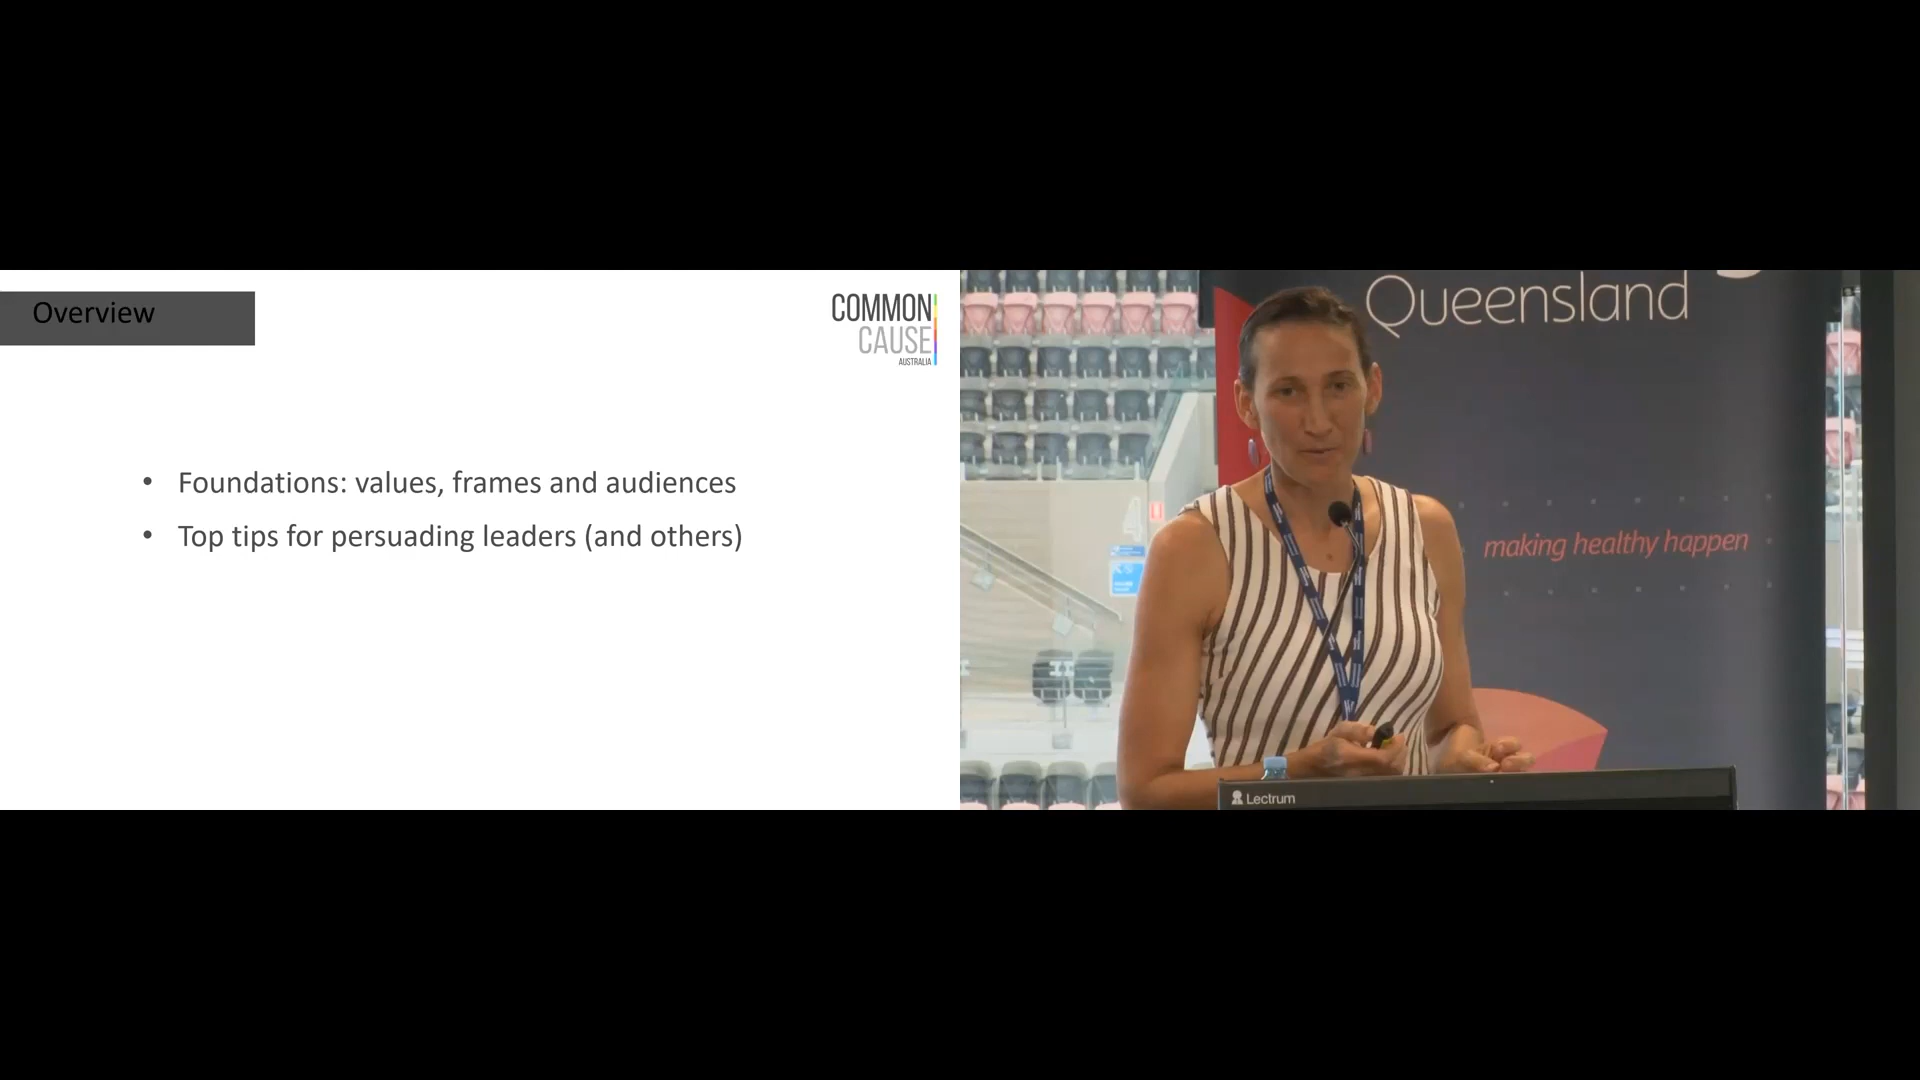 Overview
COMMON
CAUSE
AUSTRALIA
• Foundations: values, frames and audiences
• Top tips for persuading leaders (and others)
Queensland
making healthy happen
4
Lectrum